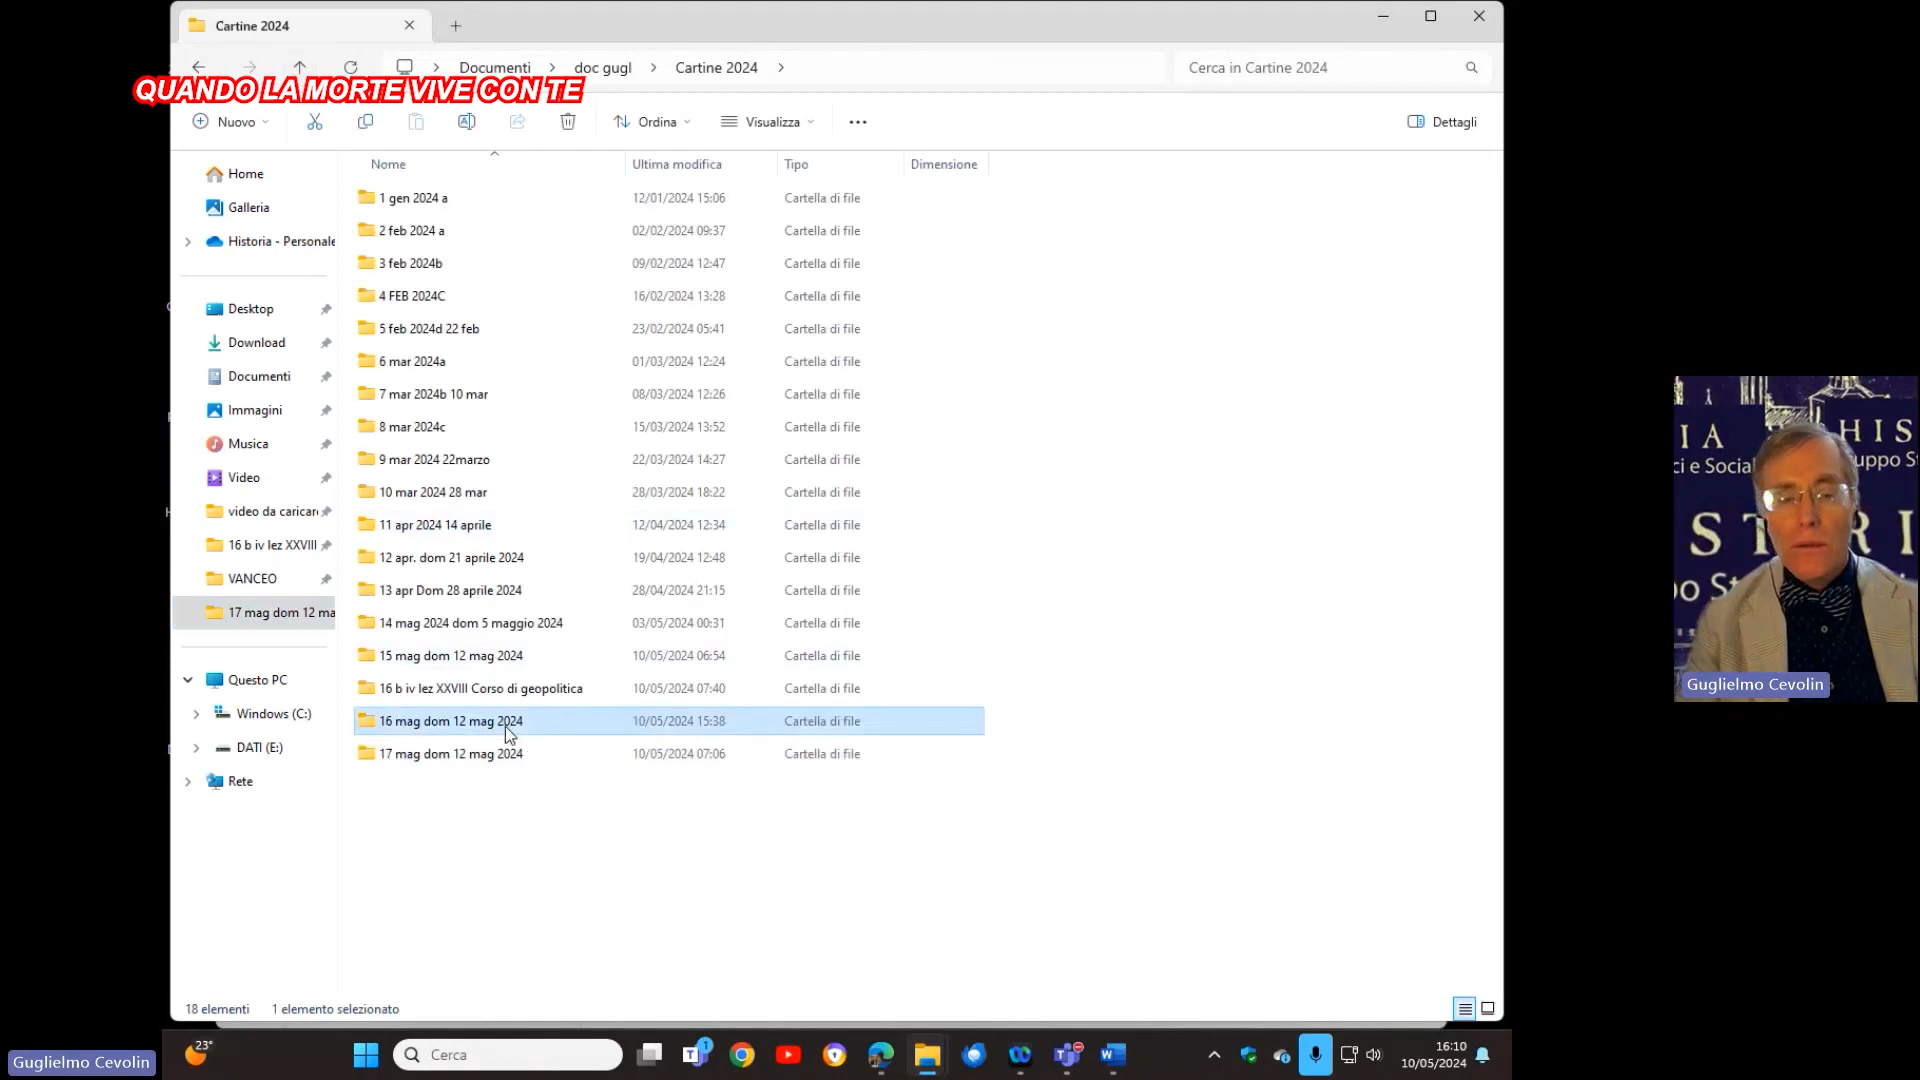 Cartine 2024
Documenti
doc gugl
Cartine 2024
Cerca in Cartine 2024
QUANDO LA MORTE VIVE CON TE
Nuovo
Ordina
Visualizza
Dettagli
Nome
Ultima modifica
Tipo
Dimensione
Home
Galleria
Historia - Personale
Desktop
Download
Documenti
Immagini
Musica
Video
video da caricar
16 b iv lez XXVIII
VANCEO
17 mag dom 12 ma
Questo PC
Windows (C:)
DATI (E:)
Rete
1 gen 2024 a 12/01/2024 15:06 Cartella di file
2 feb 2024 a 02/02/2024 09:37 Cartella di file
3 feb 2024b 09/02/2024 12:47 Cartella di file
4 FEB 2024C 16/02/2024 13:28 Cartella di file
5 feb 2024d 22 feb 23/02/2024 05:41 Cartella di file
6 mar 2024a 01/03/2024 12:24 Cartella di file
7 mar 2024b 10 mar 08/03/2024 12:26 Cartella di file
8 mar 2024c 15/03/2024 13:52 Cartella di file
9 mar 2024 22marzo 22/03/2024 14:27 Cartella di file
10 mar 2024 28 mar 28/03/2024 18:22 Cartella di file
11 apr 2024 14 aprile 12/04/2024 12:34 Cartella di file
12 apr. dom 21 aprile 2024 19/04/2024 12:48 Cartella di file
13 apr Dom 28 aprile 2024 28/04/2024 21:15 Cartella di file
14 mag 2024 dom 5 maggio 2024 03/05/2024 00:31 Cartella di file
15 mag dom 12 mag 2024 10/05/2024 06:54 Cartella di file
16 b iv lez XXVIII Corso di geopolitica 10/05/2024 07:40 Cartella di file
16 mag dom 12 mag 2024 10/05/2024 15:38 Cartella di file
17 mag dom 12 mag 2024 10/05/2024 07:06 Cartella di file
18 elementi
1 elemento selezionato
IA HIS
ci e Social uppo St
ST RI
po St
Guglielmo Cevolin
Guglielmo Cevolin
23°
Cerca
1
16:10
10/05/2024